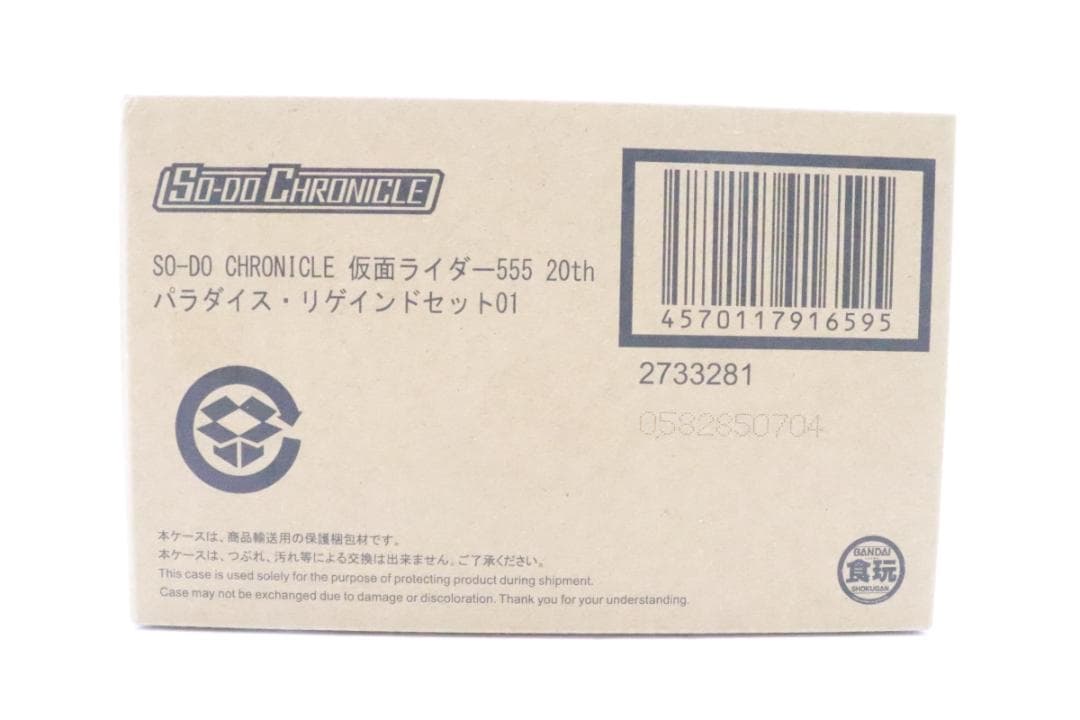 SO-DO CHRONICLE
SO-DO CHRONICLE 仮面ライダー555 20th
パラダイス・リゲインドセット01
4570117916595
2733281
0582850704
本ケースは、商品輸送用の保護梱包材です。
本ケースは、つぶれ、汚れ等による交換は出来ません。ご了承ください。
This case is used solely for the purpose of protecting product during shipment.
Case may not be exchanged due to damage or discoloration. Thank you for your understanding.
BANDAI
食玩
SHOKUGAN